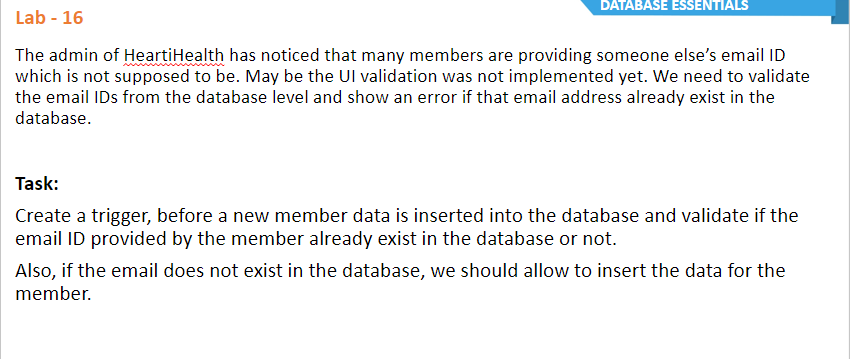 DATABASE ESSENTIALS
Lab - 16
The admin of HeartiHealth has noticed that many members are providing someone else’s email ID
which is not supposed to be. May be the UI validation was not implemented yet. We need to validate
the email IDs from the database level and show an error if that email address already exist in the
database.
Task:
Create a trigger, before a new member data is inserted into the database and validate if the
email ID provided by the member already exist in the database or not.
Also, if the email does not exist in the database, we should allow to insert the data for the
member.